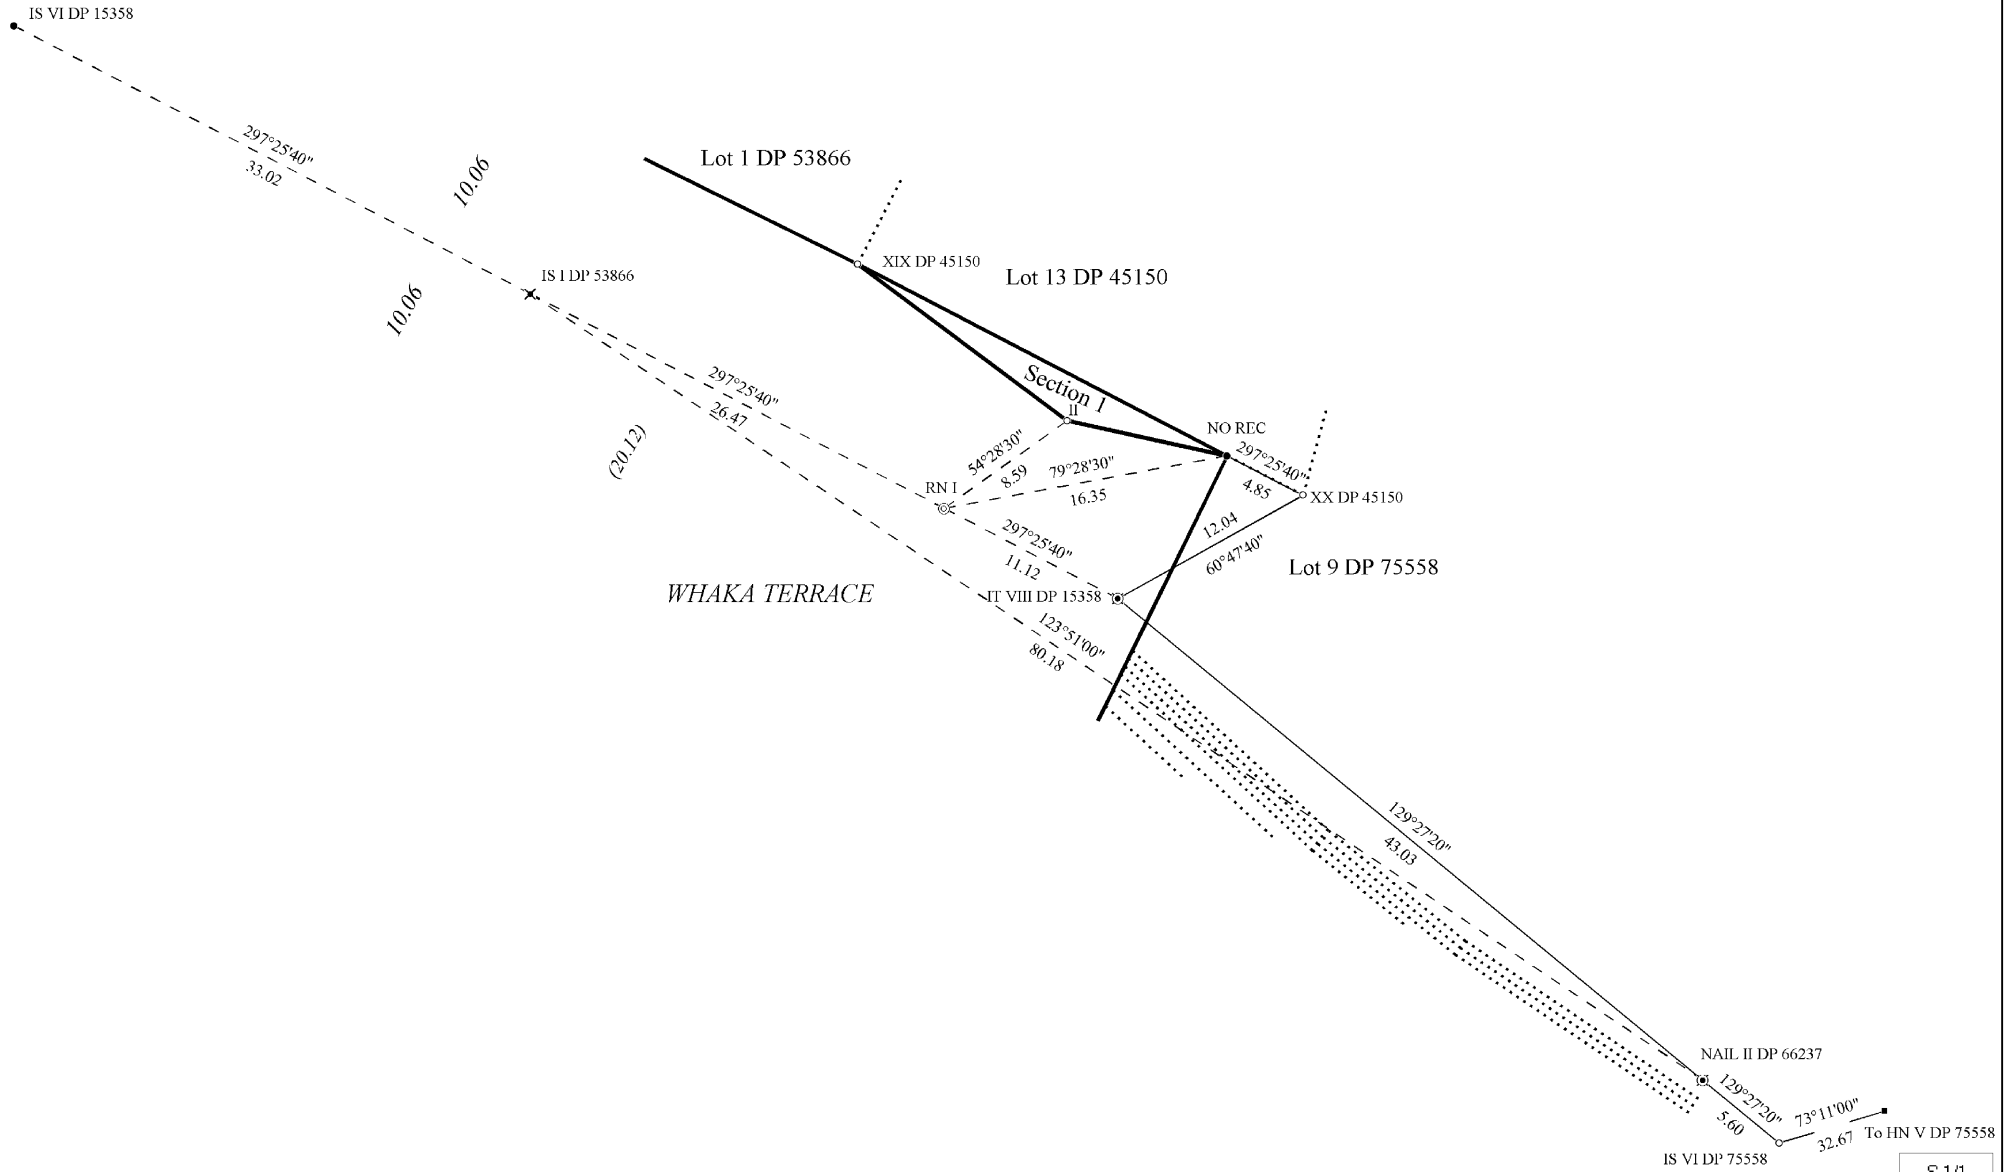 IS VI DP 15358
297°25'40"
33.02
10.06
Lot 1 DP 53866
XIX DP 45150
Lot 13 DP 45150
IS I DP 53866
10.06
297°25'40"
26.47
Section 1
II
NO REC
(20.12)
54°28'30"
8.59
79°28'30"
16.35
297°25'40"
4.85
XX DP 45150
RN I
297°25'40"
11.12
12.04
60°47'40"
Lot 9 DP 75558
WHAKA TERRACE
IT VIII DP 15358
123°51'00"
80.18
129°27'20"
43.03
NAIL II DP 66237
129°27'20"
5.60
73°11'00"
32.67
To HN V DP 75558
IS VI DP 75558
S 1/1